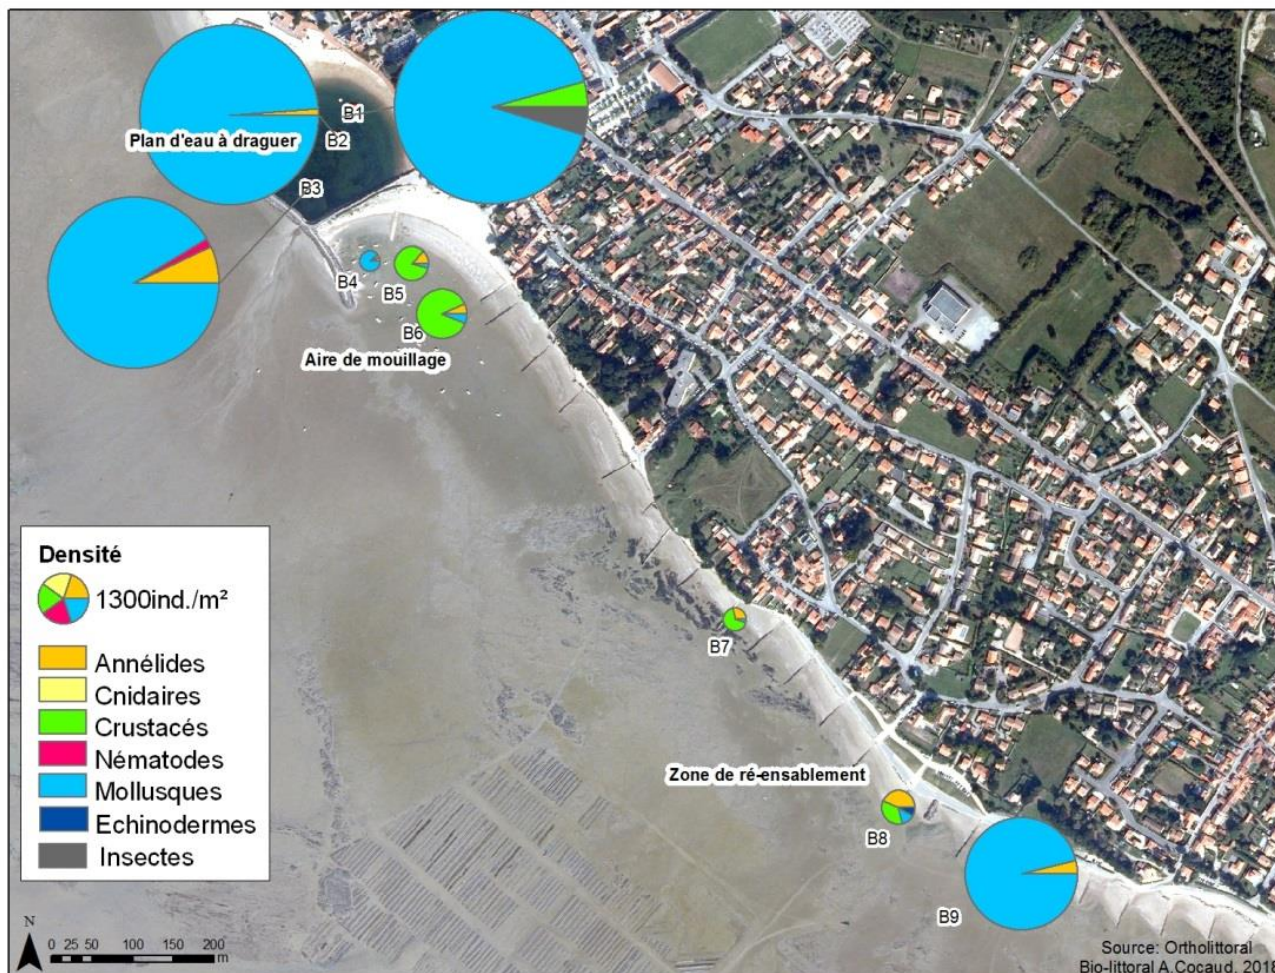 B1
B2
Plan d'eau à draguer
B3
B4
B5
B6
Aire de mouillage
Densité
1300ind./m²
Annélides
Cnidaires
Crustacés
Nématodes
Mollusques
Echinodermes
Insectes
B7
Zone de ré-ensablement
B8
B9
N
0 25 50 100 150 200
m
Source: Ortholittoral
Bio-littoral A.Cocaud, 2018